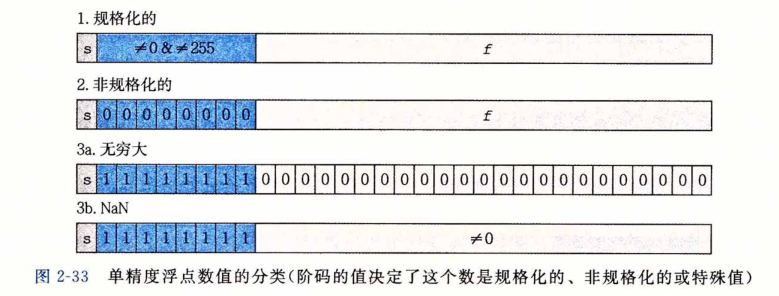 1. 规格化的
s ≠0 & ≠255 f
2. 非规格化的
s 0 0 0 0 0 0 0 0 f
3a. 无穷大
s 1 1 1 1 1 1 1 1 0 0 0 0 0 0 0 0 0 0 0 0 0 0 0 0 0 0 0 0 0 0 0
3b. NaN
s 1 1 1 1 1 1 1 1 ≠0
图 2-33 单精度浮点数值的分类(阶码的值决定了这个数是规格化的、非规格化的或特殊值)